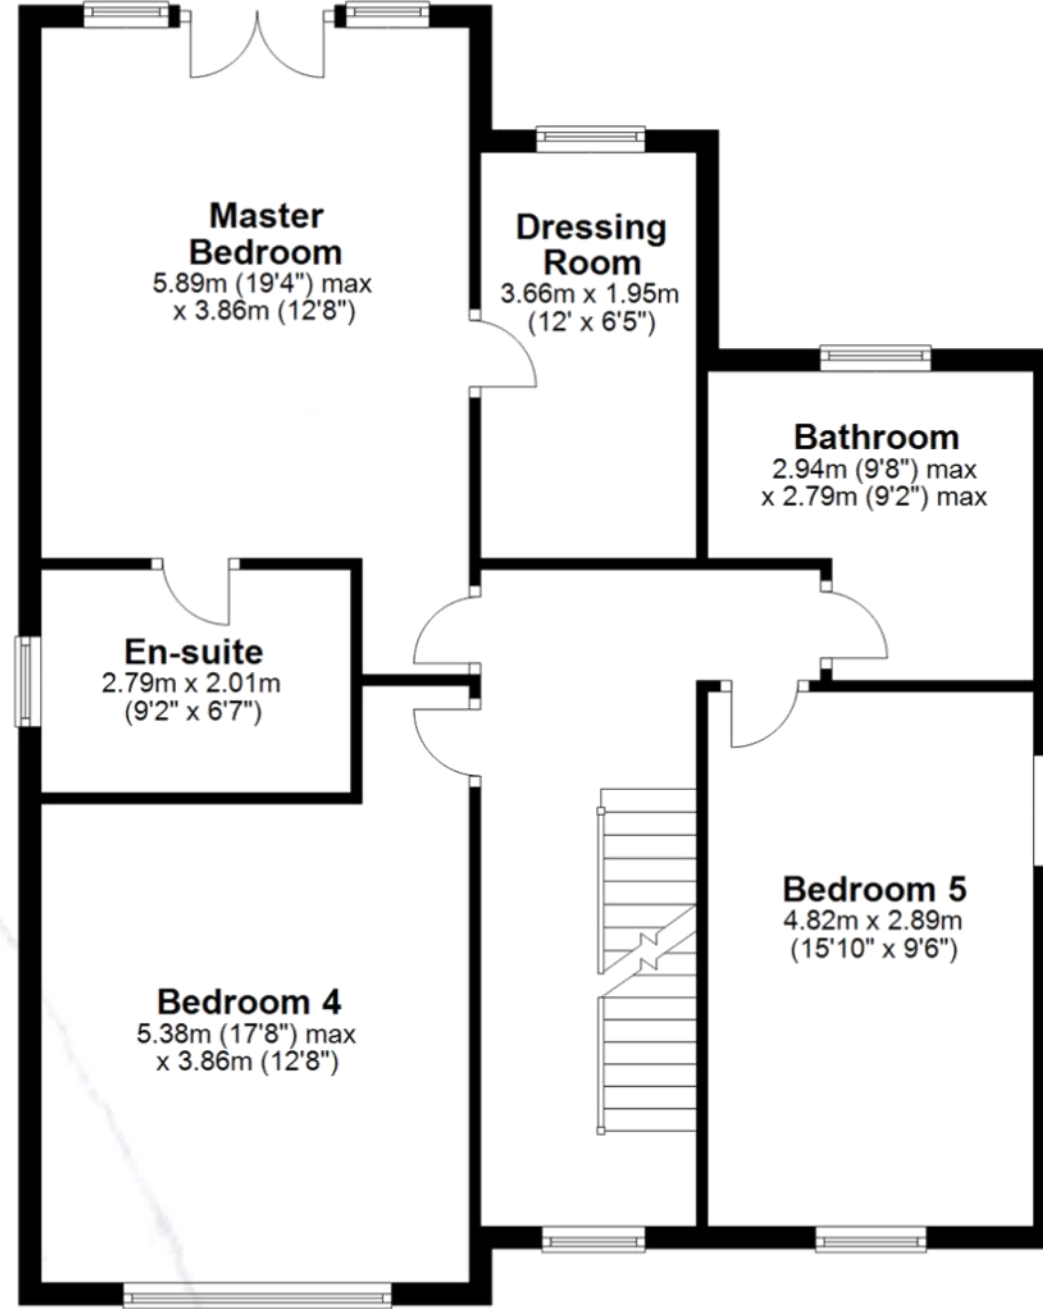 Master
Bedroom
5.89m (19'4") max
x 3.86m (12'8")
Dressing
Room
3.66m x 1.95m
(12' x 6'5")
Bathroom
2.94m (9'8") max
x 2.79m (9'2") max
En-suite
2.79m x 2.01m
(9'2" x 6'7")
Bedroom 5
4.82m x 2.89m
(15'10" x 9'6")
Bedroom 4
5.38m (17'8") max
x 3.86m (12'8")